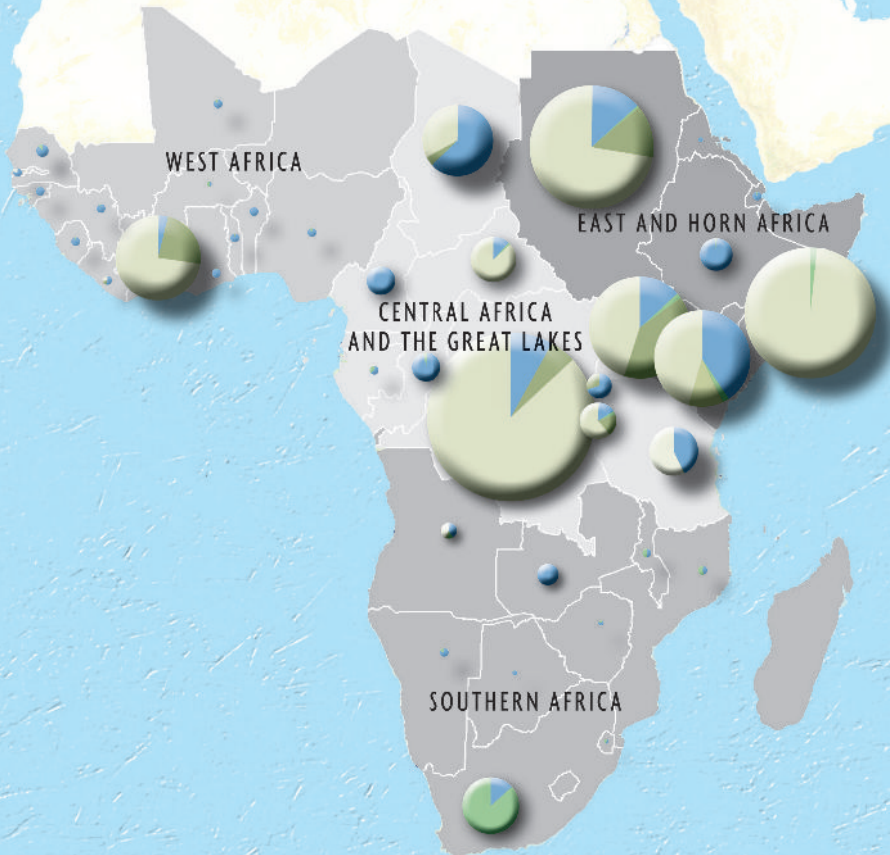 WEST AFRICA
EAST AND HORN AFRICA
CENTRAL AFRICA
AND THE GREAT LAKES
SOUTHERN AFRICA